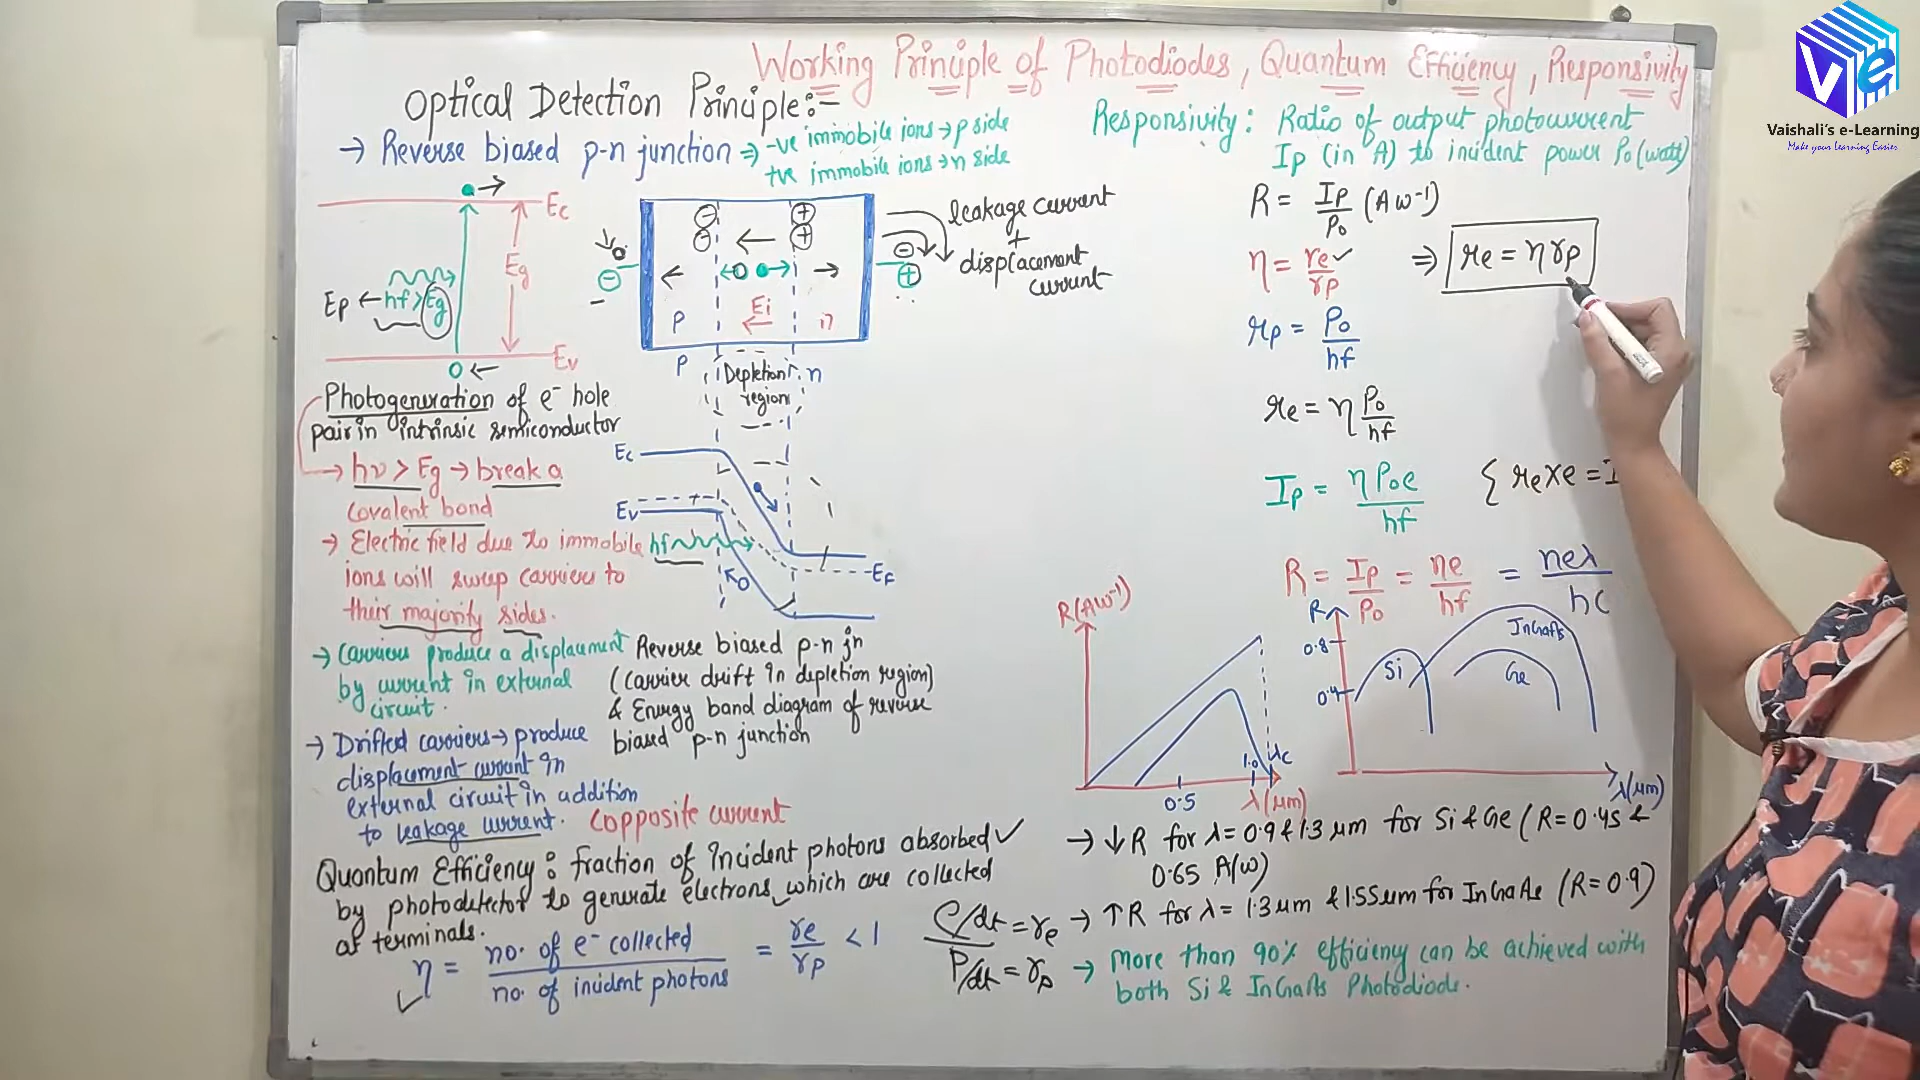 Working Principle of Photodiodes, Quantum Efficiency, Responsivity
Optical Detection Principle:-
→ Reverse biased p-n junction ⇒ -ve immobile ions → p side
+ve immobile ions → n side
Ec
Eg
Ep ← hf > Eg
Ev
Photogeneration of e⁻ hole
pair in intrinsic semiconductor
→ hν > Eg → break a
covalent bond
→ Electric field due to immobile
ions will sweep carriers to
their majority sides.
→ Carriers produce a displacement
by current in external
circuit.
→ Drifted carriers → produce
displacement current in
external circuit in addition
to leakage current. (opposite current
leakage current
+
displacement
current
Ei
P n
P Depletion n
region
Ec
Ev
hf
EF
Reverse biased p-n jn
(Carrier drift in depletion region)
& Energy band diagram of reverse
biased p-n junction
Quantum Efficiency: fraction of incident photons absorbed ✓
by photodetector to generate electrons which are collected
at terminals.
η = no. of e⁻ collected / no. of incident photons = re/rp < 1
e/dt = re
P/dt = rp
Responsivity: Ratio of output photocurrent
Ip (in A) to incident power Po (watt)
R = Ip/Po (Aw⁻¹)
η = re/rp ✓ ⇒ re = ηrp
rp = Po/hf
re = η Po/hf
Ip = ηPoe/hf { re×e = I
R = Ip/Po = ηe/hf = ηeλ/hc
R(Aw⁻¹)
0.5 1.0 λc
λ(μm)
R
0.8
0.4
Si
InGaAs
Ge
λ(μm)
→ ↓ R for λ = 0.9 & 1.3 μm for Si & Ge (R = 0.45 &
0.65 A(w)
→ ↑ R for λ = 1.3 μm & 1.55 μm for InGaAs (R = 0.9)
→ More than 90% efficiency can be achieved with
both Si & InGaAs Photodiode.
Vaishali's e-Learning
Make your Learning Easier